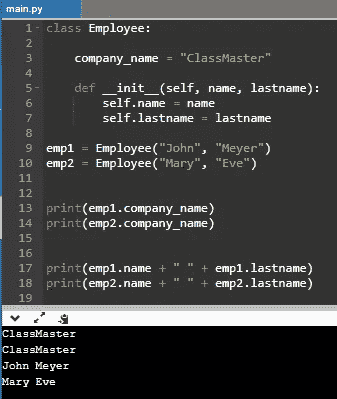 main.py
1 class Employee:
2
3 company_name = "ClassMaster"
4
5 def __init__(self, name, lastname):
6 self.name = name
7 self.lastname = lastname
8
9 emp1 = Employee("John", "Meyer")
10 emp2 = Employee("Mary", "Eve")
11
12
13 print(emp1.company_name)
14 print(emp2.company_name)
15
16
17 print(emp1.name + " " + emp1.lastname)
18 print(emp2.name + " " + emp2.lastname)
19
ClassMaster
ClassMaster
John Meyer
Mary Eve